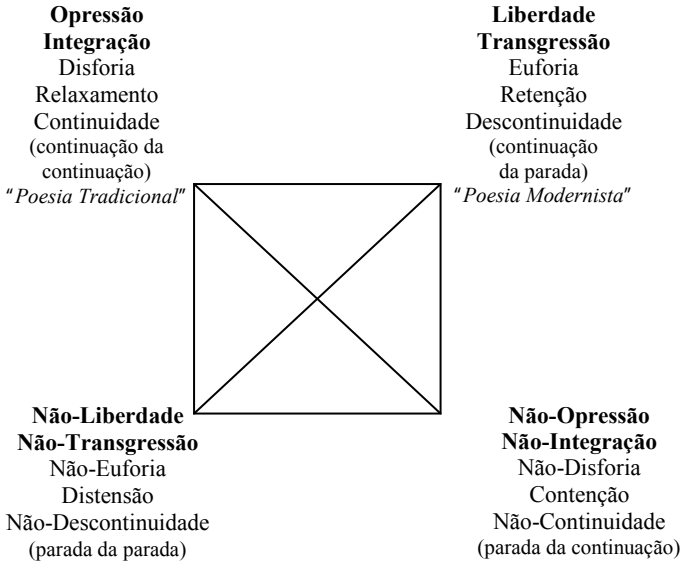 Opressão
Integração
Disforia
Relaxamento
Continuidade
(continuação da
continuação)
"Poesia Tradicional"
Liberdade
Transgressão
Euforia
Retenção
Descontinuidade
(continuação
da parada)
"Poesia Modernista"
Não-Liberdade
Não-Transgressão
Não-Euforia
Distensão
Não-Descontinuidade
(parada da parada)
Não-Opressão
Não-Integração
Não-Disforia
Contenção
Não-Continuidade
(parada da continuação)